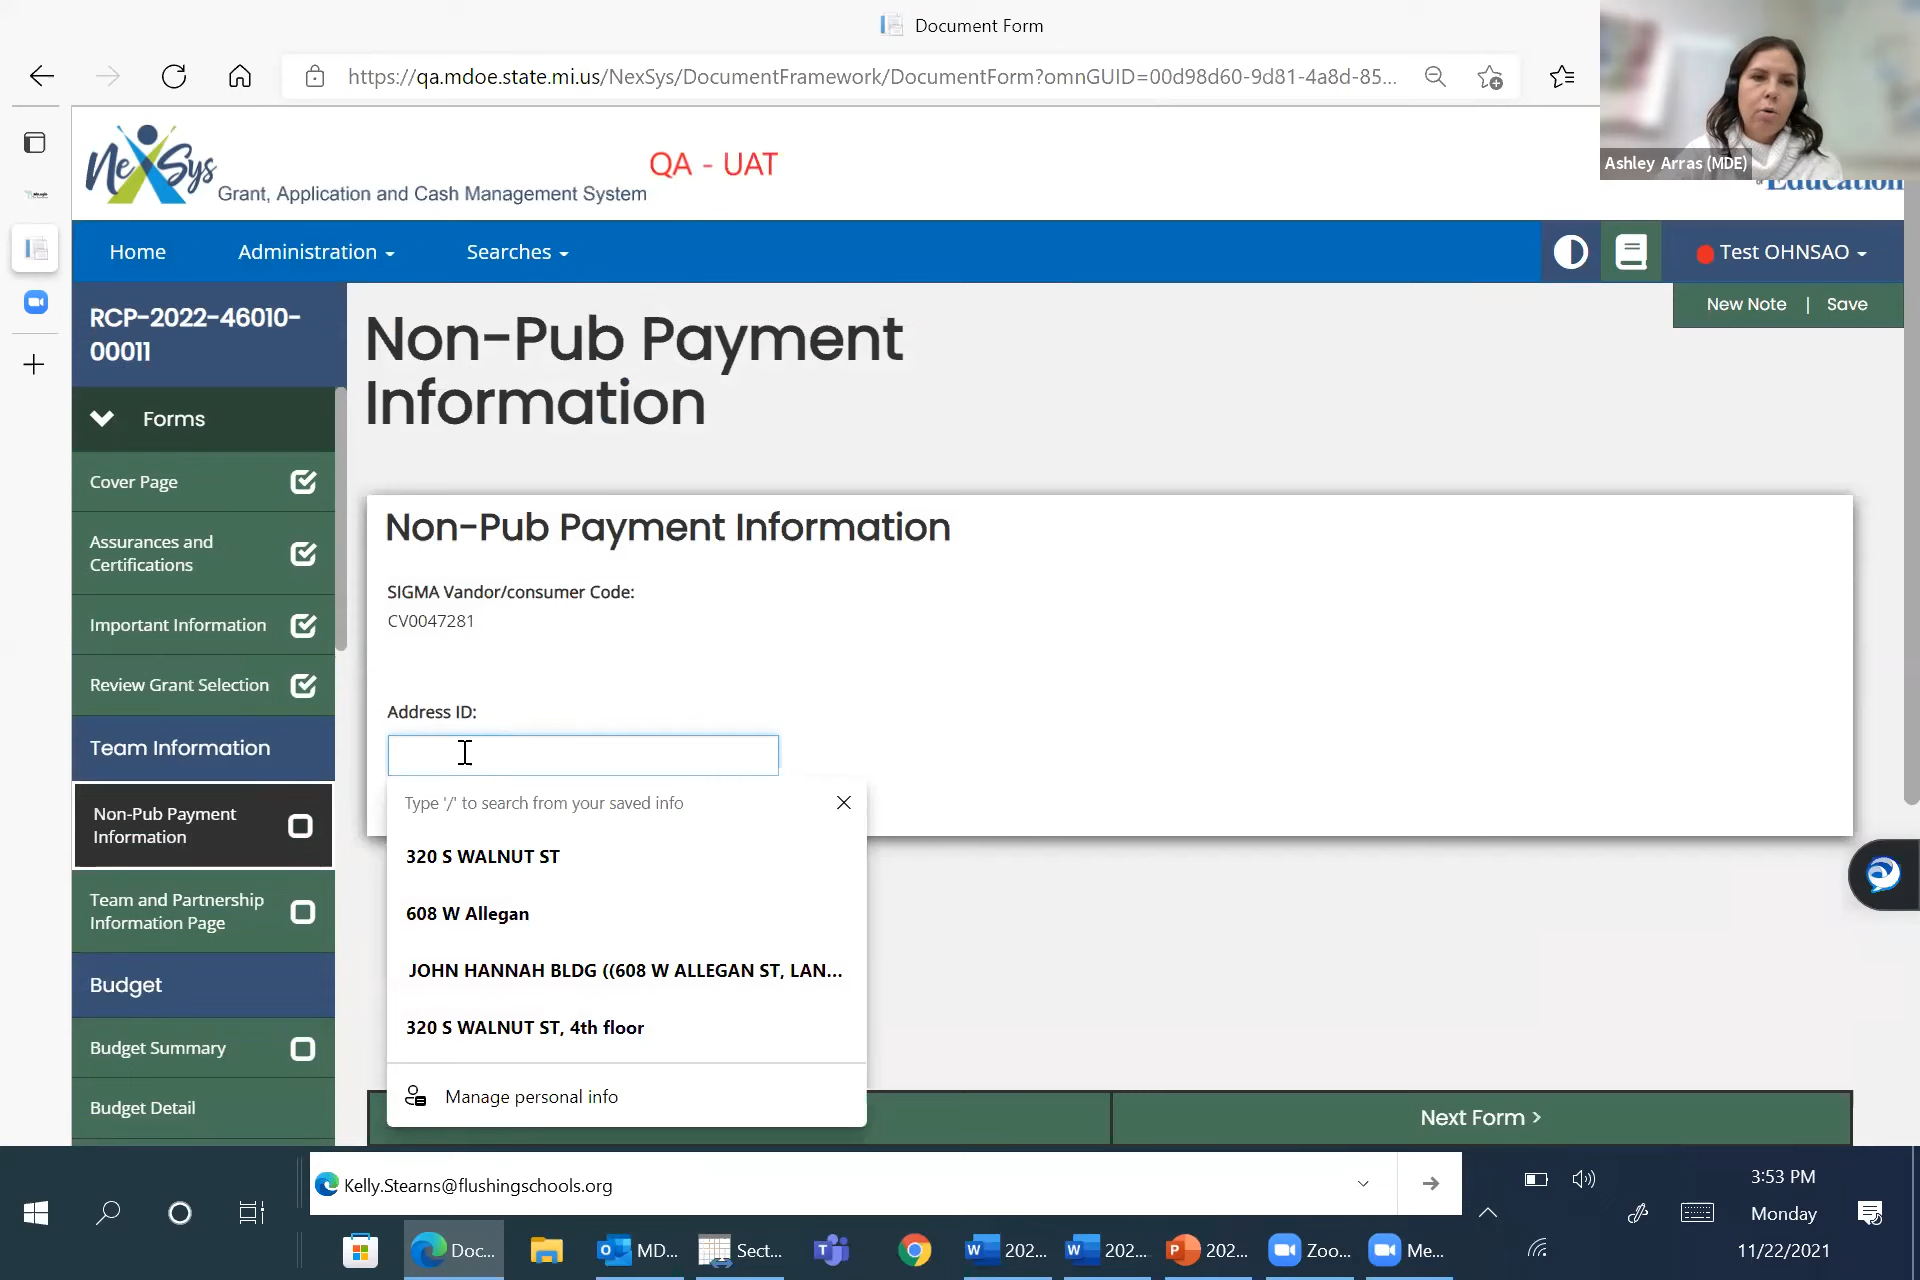 Document Form
https://qa.mdoe.state.mi.us/NexSys/DocumentFramework/DocumentForm?omnGUID=00d98d60-9d81-4a8d-85...
Ashley Arras (MDE)
NexSys
Grant, Application and Cash Management System
QA - UAT
Education
Home
Administration
Searches
Test OHNSAO
New Note | Save
RCP-2022-46010-
00011
Forms
Cover Page
Assurances and
Certifications
Important Information
Review Grant Selection
Team Information
Non-Pub Payment
Information
Team and Partnership
Information Page
Budget
Budget Summary
Budget Detail
Non-Pub Payment
Information
Non-Pub Payment Information
SIGMA Vandor/consumer Code:
CV0047281
Address ID:
Type '/' to search from your saved info
320 S WALNUT ST
608 W Allegan
JOHN HANNAH BLDG ((608 W ALLEGAN ST, LAN...
320 S WALNUT ST, 4th floor
Manage personal info
Next Form >
Kelly.Stearns@flushingschools.org
Doc...
MD...
Sect...
202...
202...
202...
Zoo...
Me...
3:53 PM
Monday
11/22/2021